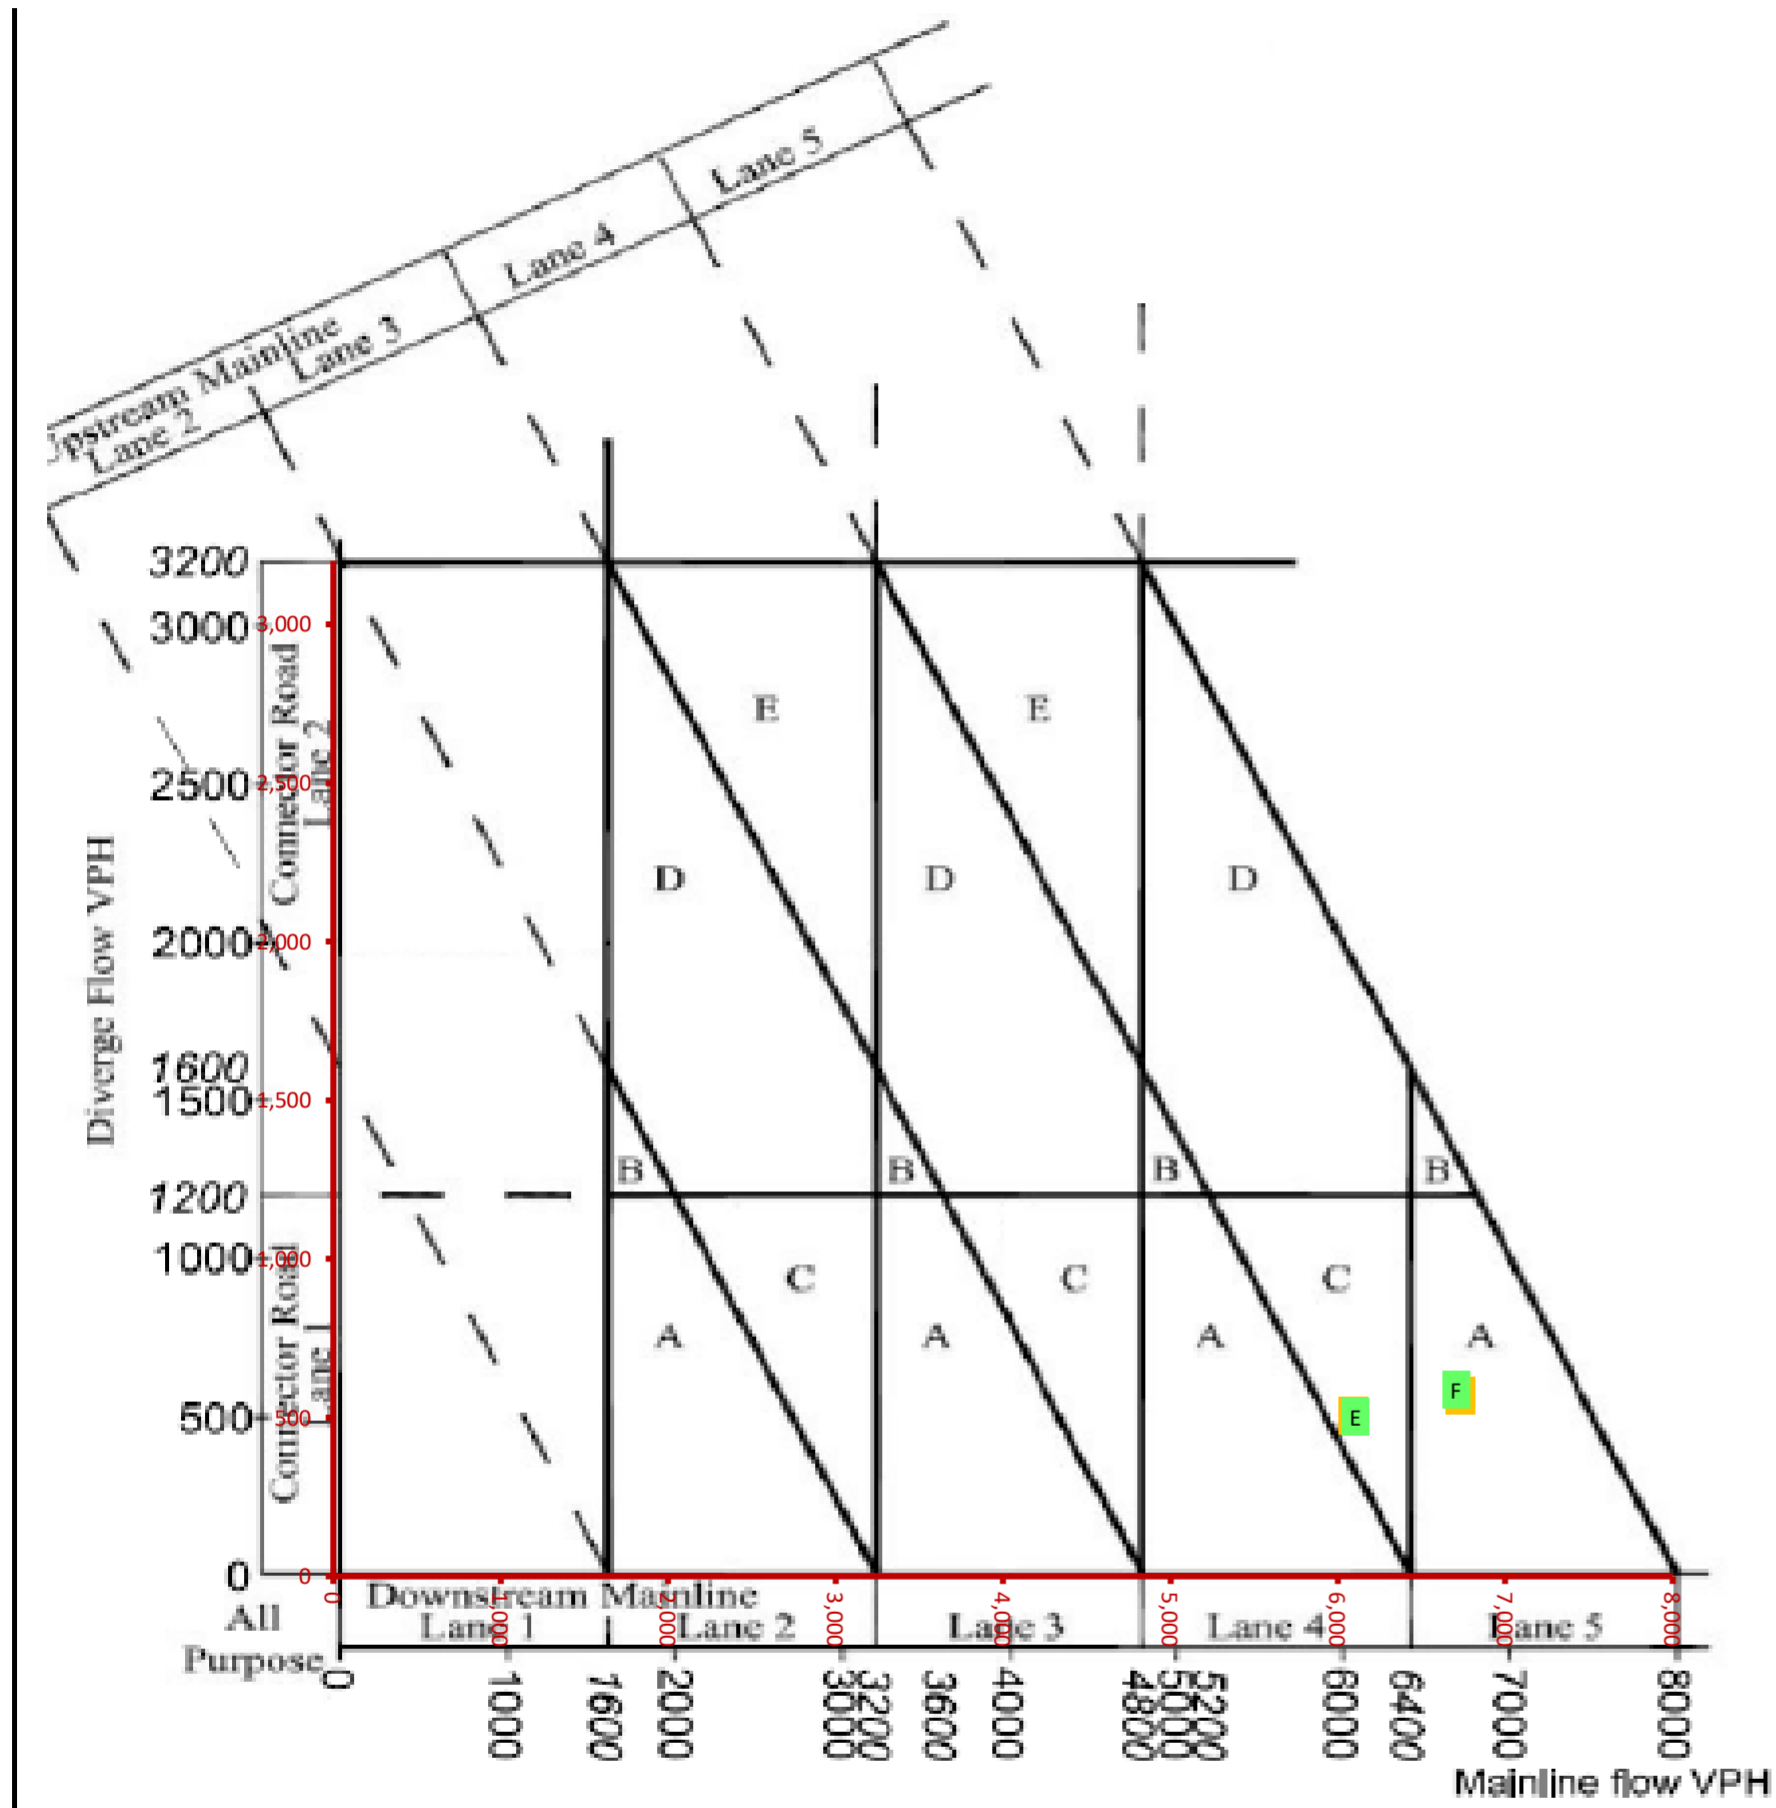 Lane 5
Lane 4
Upstream Mainline
Lane 3
Lane 2
3200
3000
3,000
Connector Road
Lane 2
E
E
2500
2,500
D
D
D
Diverge Flow VPH
2000
2,000
1600
1500
1,500
B
B
B
B
1200
1000
1,000
Connector Road
Lane 1
C
C
C
A
A
A
A
F
E
500
500
0
0
Downstream Mainline
0
1,000
2,000
3,000
4,000
5,000
6,000
7,000
8,000
All
Purpose
Lane 1
Lane 2
Lane 3
Lane 4
Lane 5
0
1000
1600
2000
3000
3200
3600
4000
4800
5000
5200
6000
6400
7000
8000
Mainline flow VPH